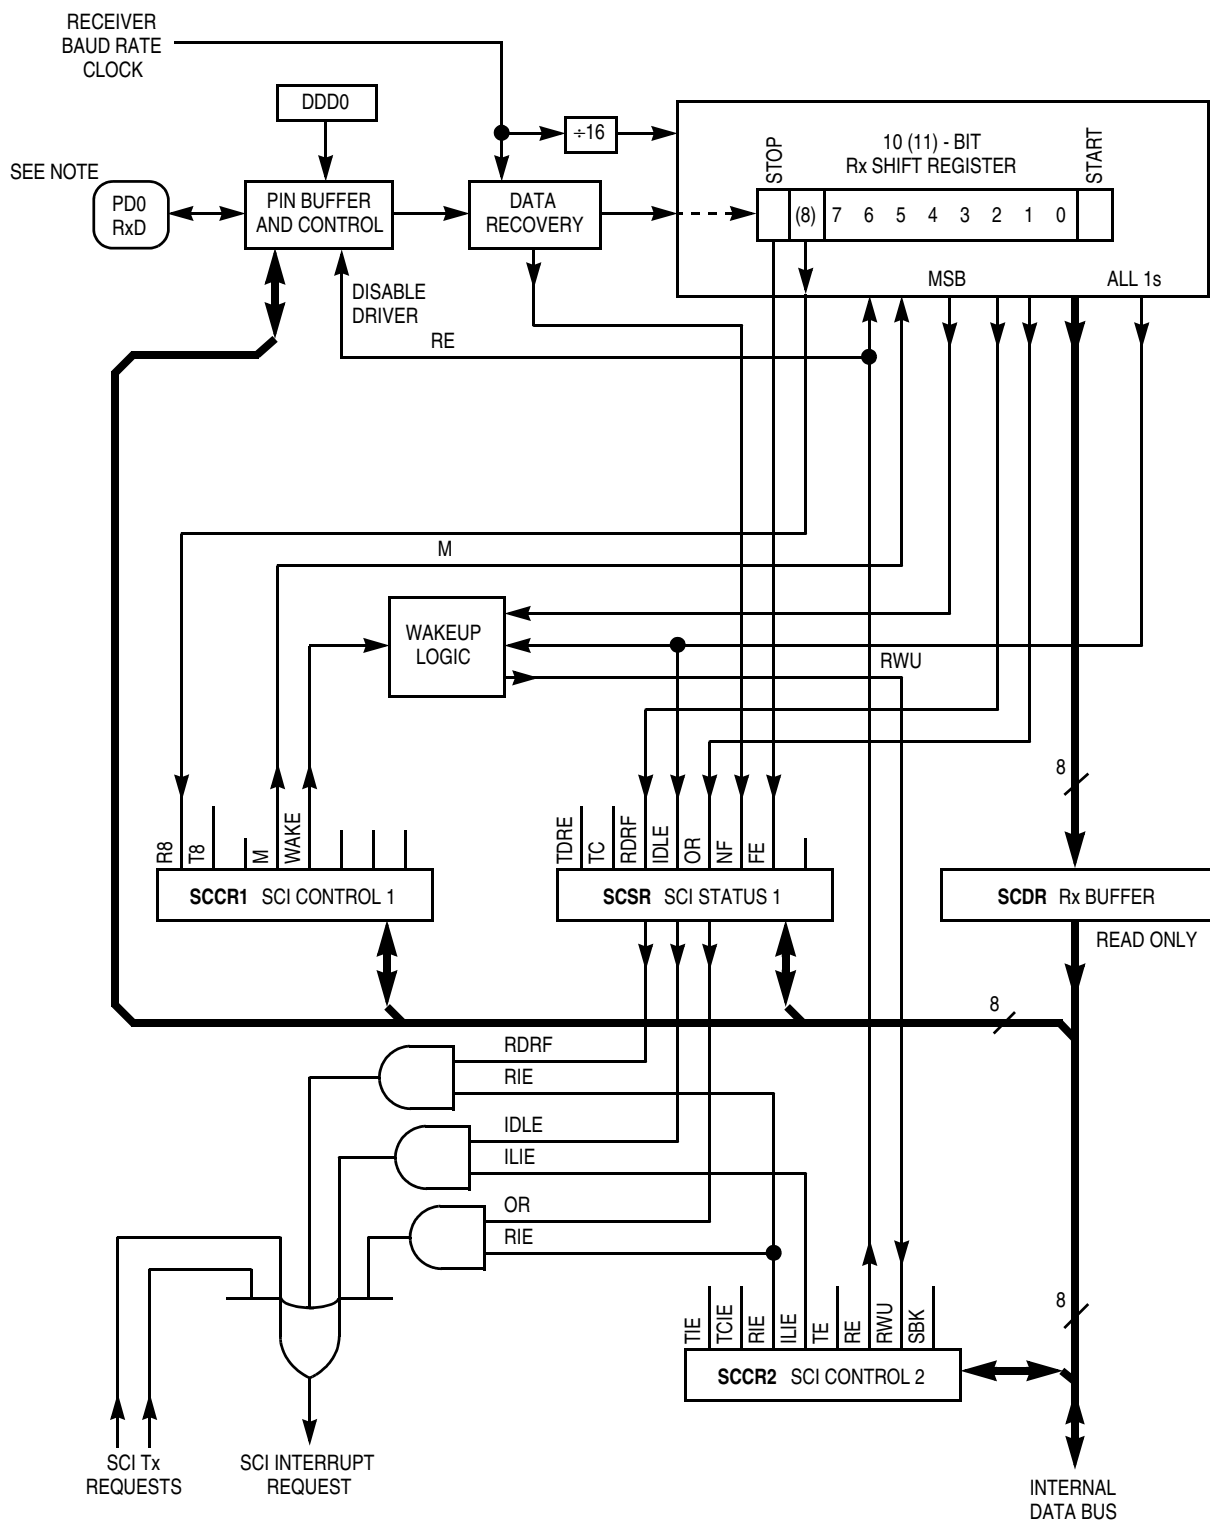 RECEIVER
BAUD RATE
CLOCK
DDD0
÷16
10 (11) - BIT
Rx SHIFT REGISTER
STOP
START
SEE NOTE
PD0
RxD
PIN BUFFER
AND CONTROL
DATA
RECOVERY
(8) 7 6 5 4 3 2 1 0
DISABLE
DRIVER
MSB
ALL 1s
RE
M
WAKEUP
LOGIC
RWU
8
R8
T8
M
WAKE
TDRE
TC
RDRF
IDLE
OR
NF
FE
SCCR1 SCI CONTROL 1
SCSR SCI STATUS 1
SCDR Rx BUFFER
READ ONLY
8
RDRF
RIE
IDLE
ILIE
OR
RIE
8
TIE
TCIE
RIE
ILIE
TE
RE
RWU
SBK
SCCR2 SCI CONTROL 2
SCI Tx
REQUESTS
SCI INTERRUPT
REQUEST
INTERNAL
DATA BUS